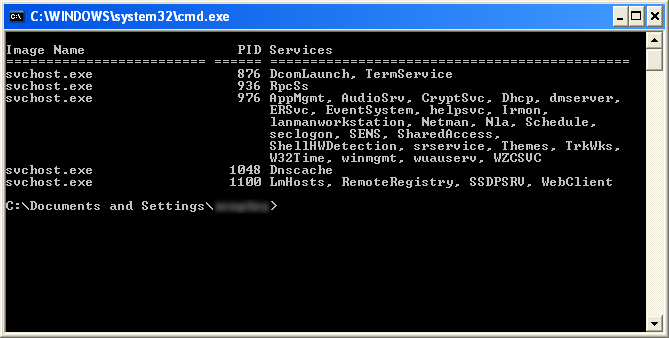 C:\WINDOWS\system32\cmd.exe
Image Name                     PID Services
========================= ====== =============================================
svchost.exe                    876 DcomLaunch, TermService
svchost.exe                    936 RpcSs
svchost.exe                    976 AppMgmt, AudioSrv, CryptSvc, Dhcp, dmserver,
                                   ERSvc, EventSystem, helpsvc, Irmon,
                                   lanmanworkstation, Netman, Nla, Schedule,
                                   seclogon, SENS, SharedAccess,
                                   ShellHWDetection, srservice, Themes, TrkWks,
                                   W32Time, winmgmt, wuauserv, WZCSVC
svchost.exe                   1048 Dnscache
svchost.exe                   1100 LmHosts, RemoteRegistry, SSDPSRV, WebClient
C:\Documents and Settings\>